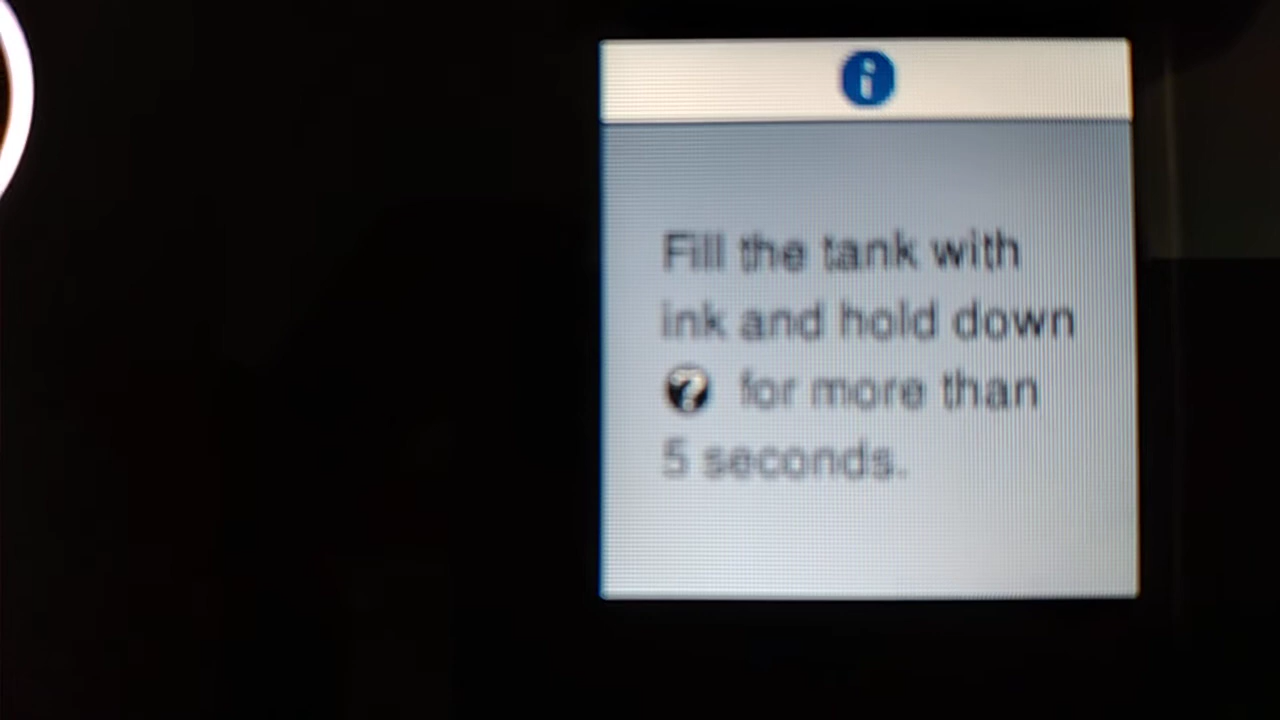 i
Fill the tank with
ink and hold down
? for more than
5 seconds.